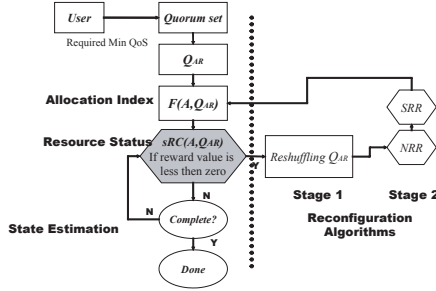 User
Quorum set
Required Min QoS
QAR
Allocation Index
F(A,QAR)
SRR
Resource Status
sRC(A,QAR)
If reward value is
less then zero
Y
Reshuffling QAR
NRR
Stage 1
Stage 2
N
N
Reconfiguration
Algorithms
State Estimation
Complete?
Y
Done